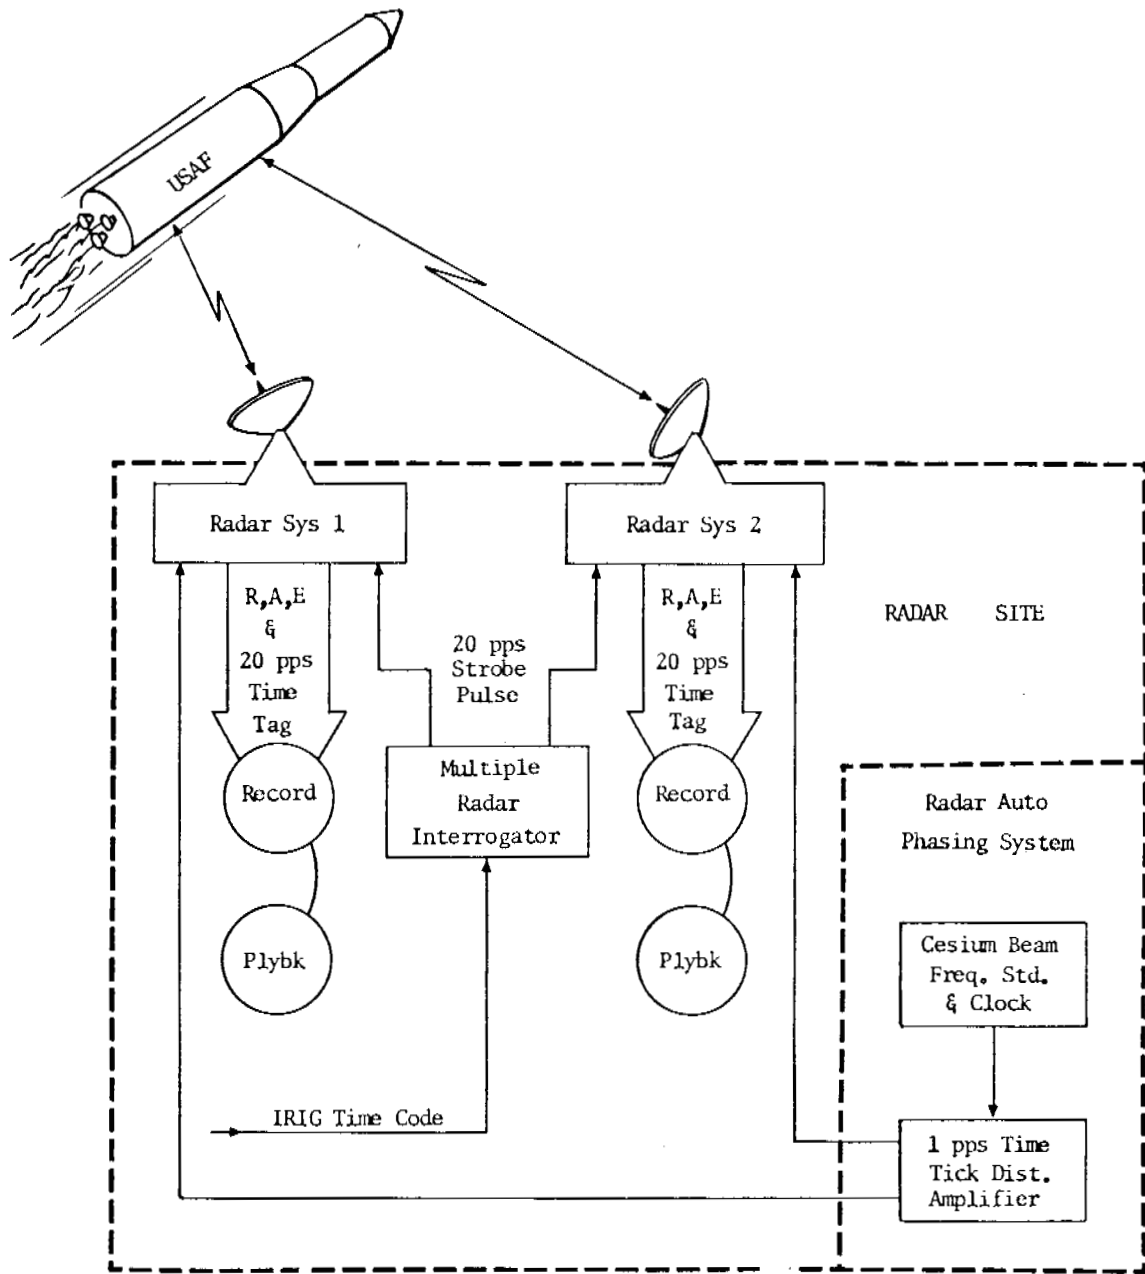 USAF
Radar Sys 1
Radar Sys 2
R,A,E
&
20 pps
Time
Tag
20 pps
Strobe
Pulse
R,A,E
&
20 pps
Time
Tag
RADAR SITE
Record
Multiple
Radar
Interrogator
Record
Radar Auto
Phasing System
Plybk
Plybk
Cesium Beam
Freq. Std.
& Clock
IRIG Time Code
1 pps Time
Tick Dist.
Amplifier